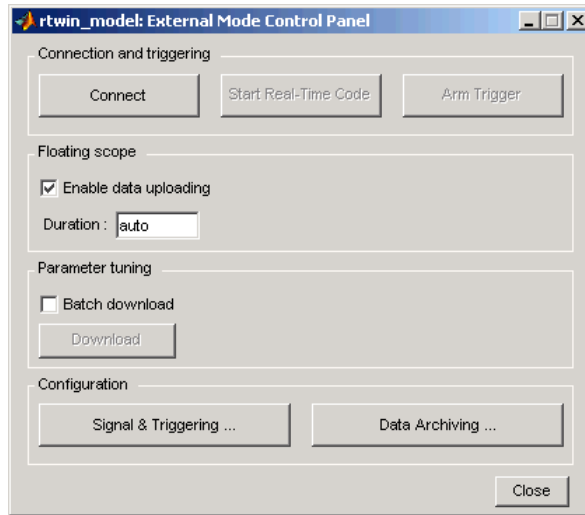 rtwin_model: External Mode Control Panel
Connection and triggering
Connect
Start Real-Time Code
Arm Trigger
Floating scope
Enable data uploading
Duration : auto
Parameter tuning
Batch download
Download
Configuration
Signal & Triggering ...
Data Archiving ...
Close